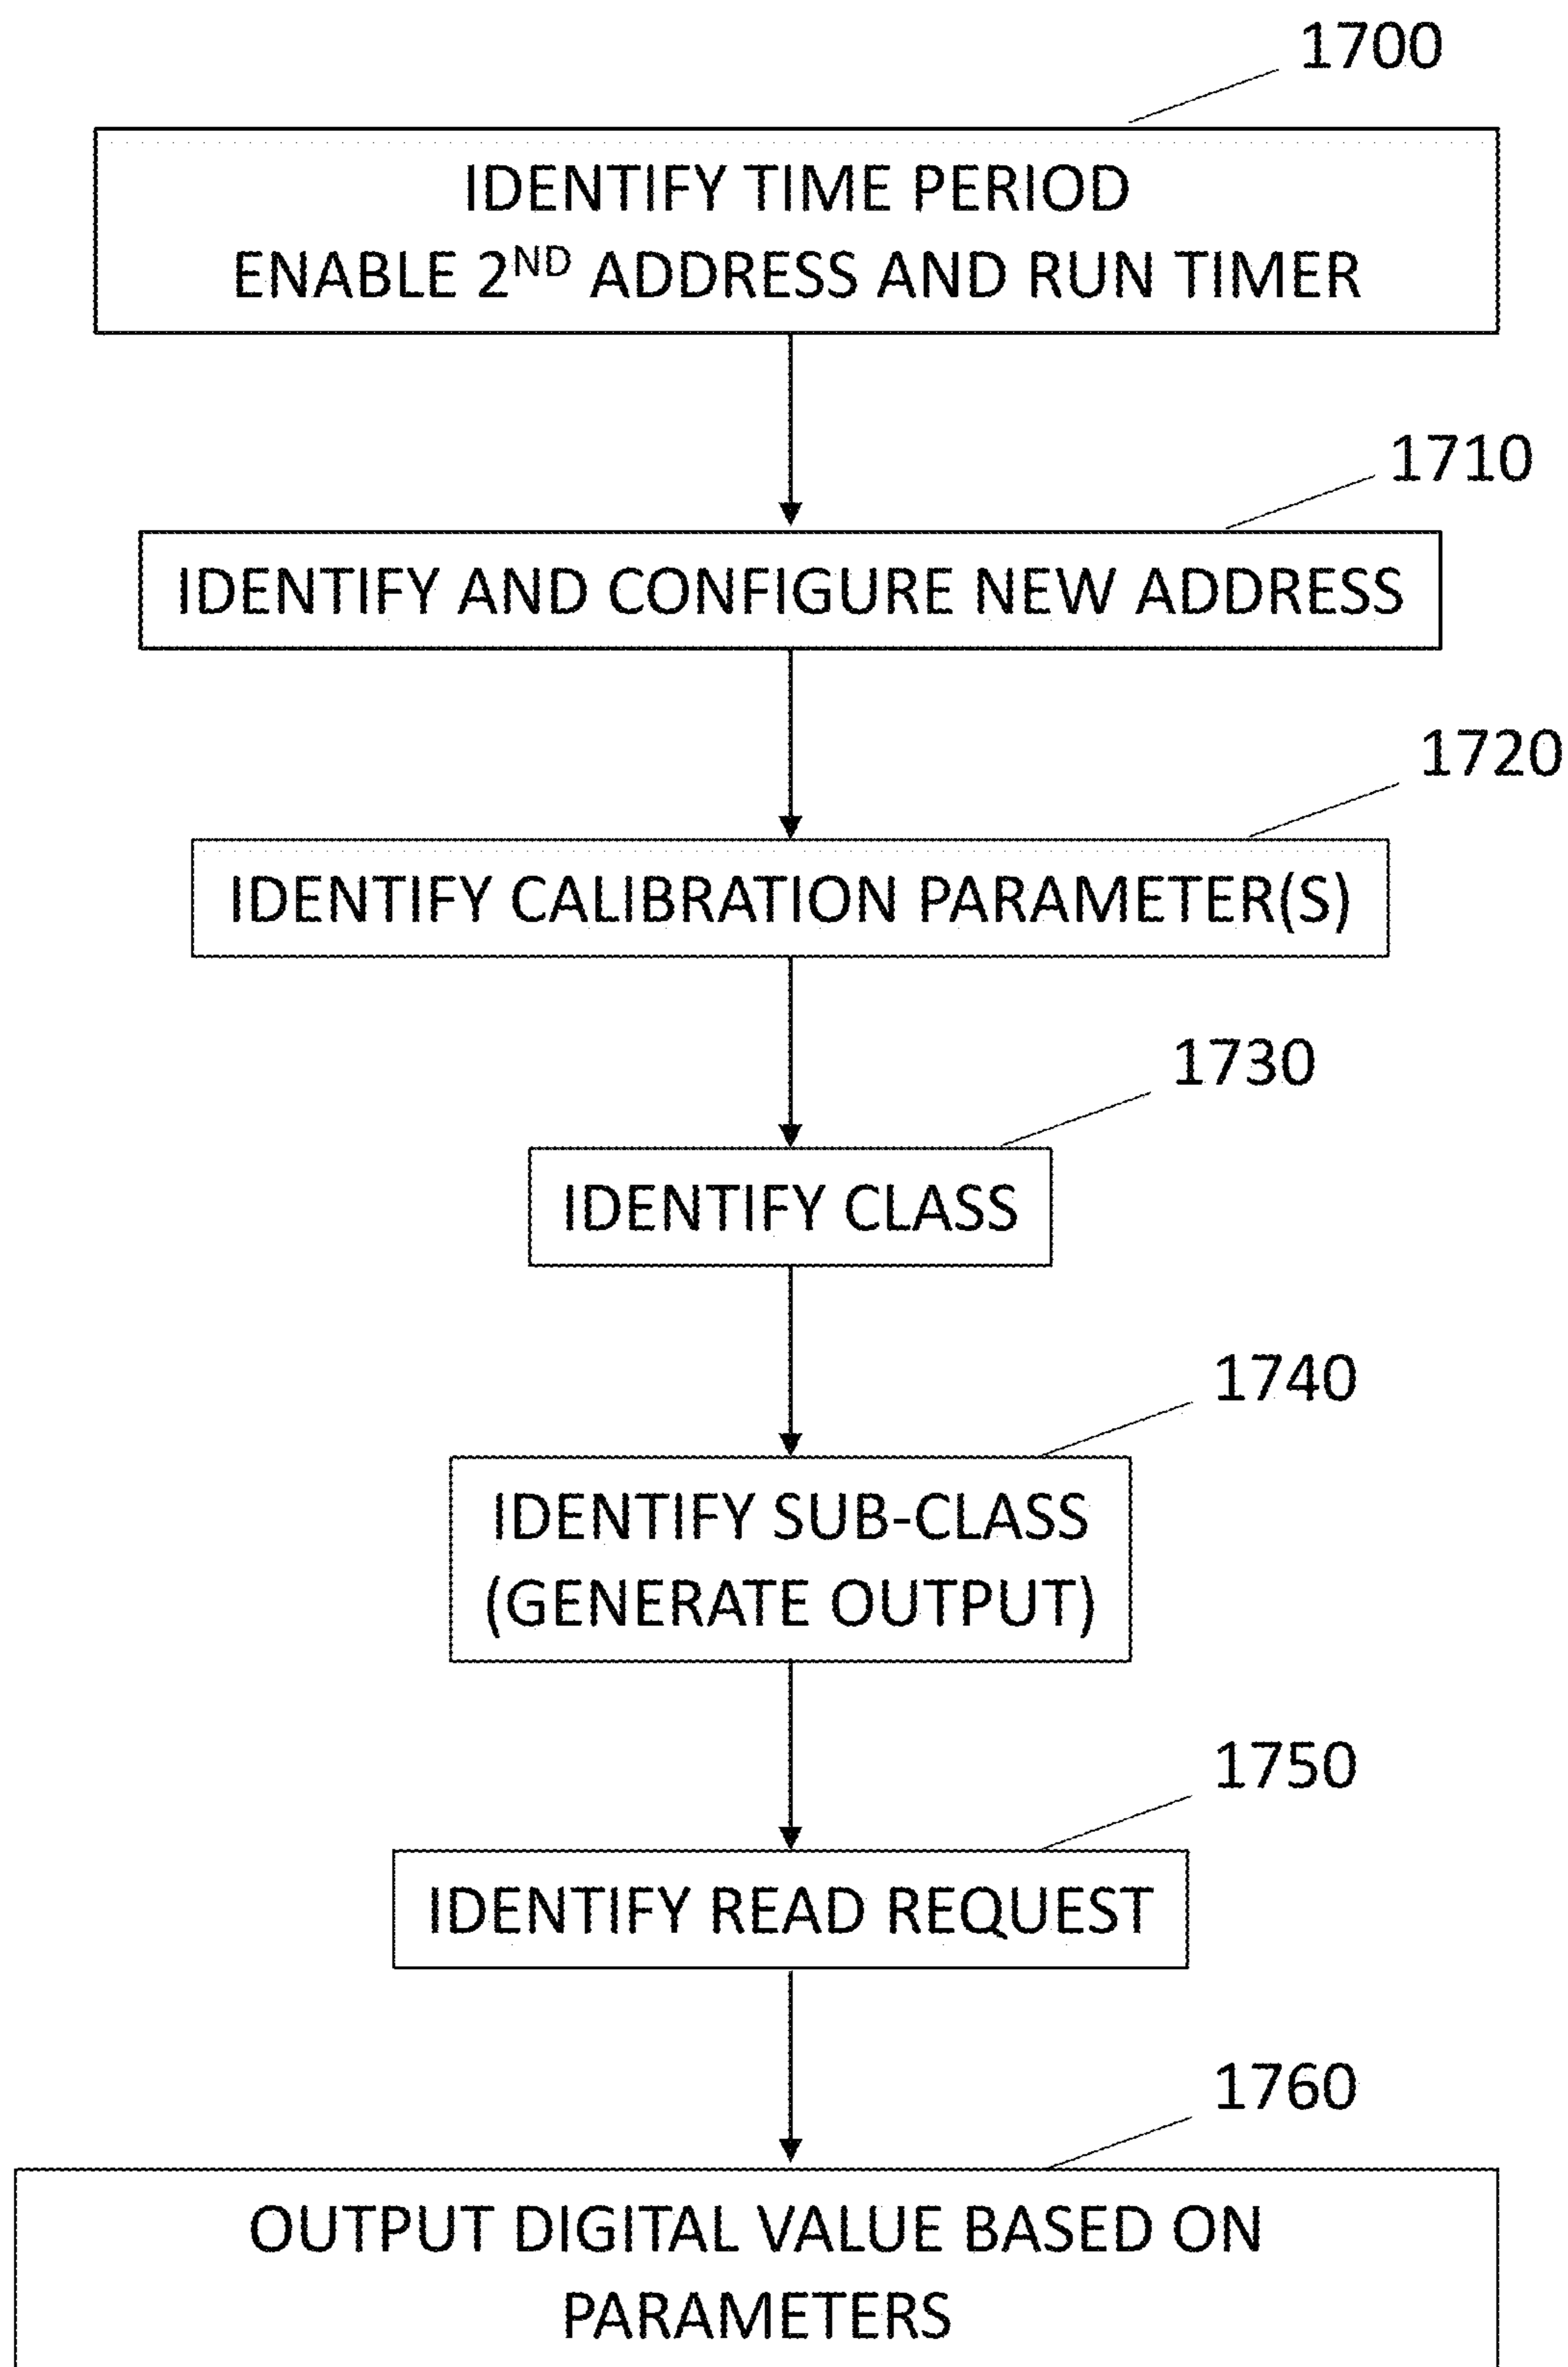 1700
IDENTIFY TIME PERIOD
ENABLE 2ND ADDRESS AND RUN TIMER
1710
IDENTIFY AND CONFIGURE NEW ADDRESS
1720
IDENTIFY CALIBRATION PARAMETER(S)
1730
IDENTIFY CLASS
1740
IDENTIFY SUB-CLASS
(GENERATE OUTPUT)
1750
IDENTIFY READ REQUEST
1760
OUTPUT DIGITAL VALUE BASED ON
PARAMETERS